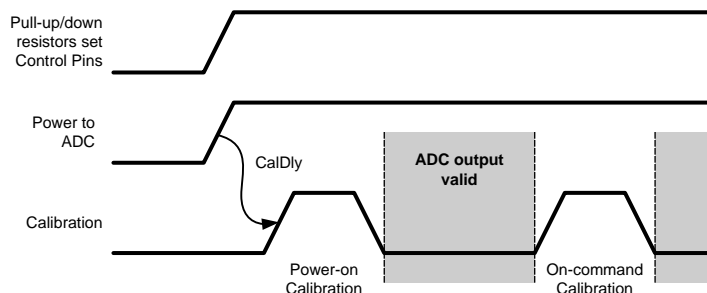 Pull-up/down
resistors set
Control Pins
Power to
ADC
CalDly
ADC output
valid
Calibration
Power-on
Calibration
On-command
Calibration